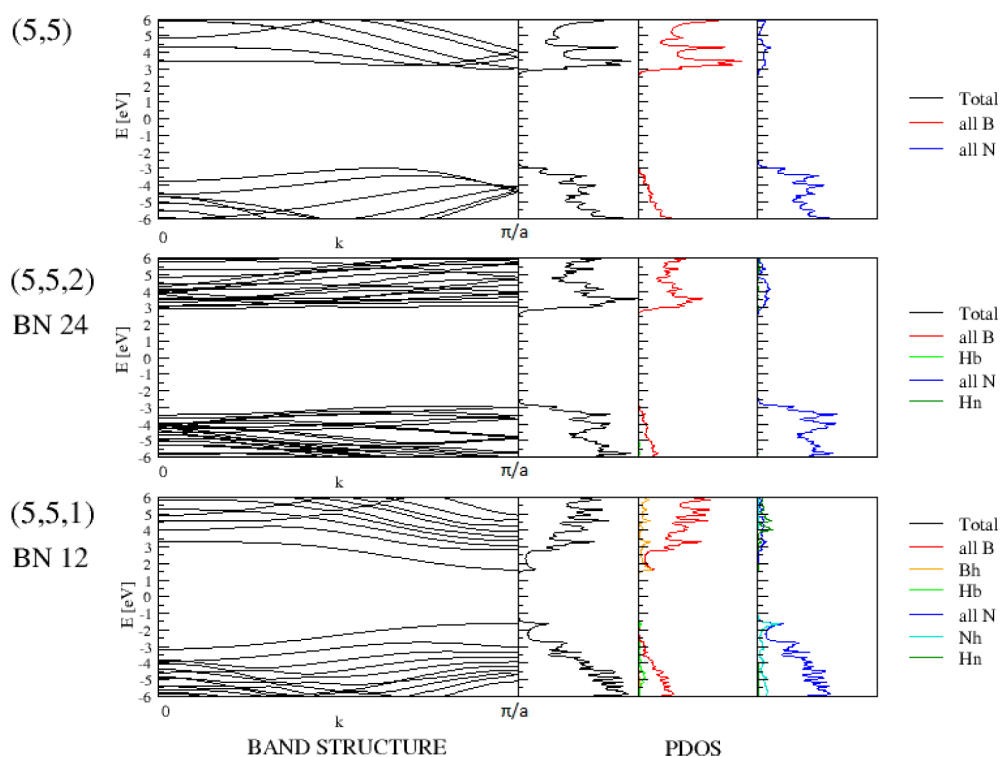 (5,5)
E [eV]
6
5
4
3
2
1
0
-1
-2
-3
-4
-5
-6
0
k
π/a
Total
all B
all N
(5,5,2)
BN 24
E [eV]
6
5
4
3
2
1
0
-1
-2
-3
-4
-5
-6
0
k
π/a
Total
all B
Hb
all N
Hn
(5,5,1)
BN 12
E [eV]
6
5
4
3
2
1
0
-1
-2
-3
-4
-5
-6
0
k
π/a
Total
all B
Bh
Hb
all N
Nh
Hn
BAND STRUCTURE
PDOS